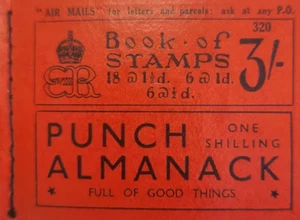 "AIR MAILS" for letters and parcels: ask at any P.O.
320
Book·of
STAMPS
3/-
18 @ 1½d. 6 @ 1d.
6 @ ½d.
PUNCH ONE
SHILLING
ALMANACK
★ FULL OF GOOD THINGS ★